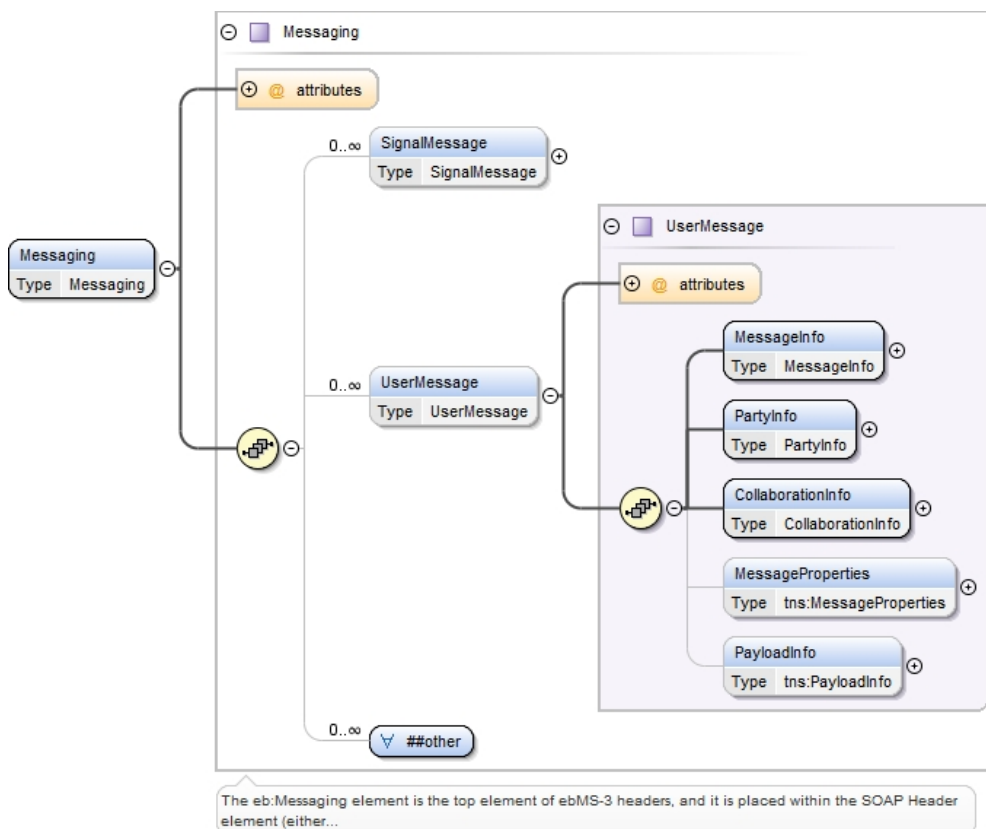 Messaging
@ attributes
0..∞
SignalMessage
Type SignalMessage
UserMessage
@ attributes
Messaging
Type Messaging
MessageInfo
Type MessageInfo
0..∞
UserMessage
Type UserMessage
PartyInfo
Type PartyInfo
CollaborationInfo
Type CollaborationInfo
MessageProperties
Type tns:MessageProperties
PayloadInfo
Type tns:PayloadInfo
0..∞
∀ ##other
The eb:Messaging element is the top element of ebMS-3 headers, and it is placed within the SOAP Header
element (either...